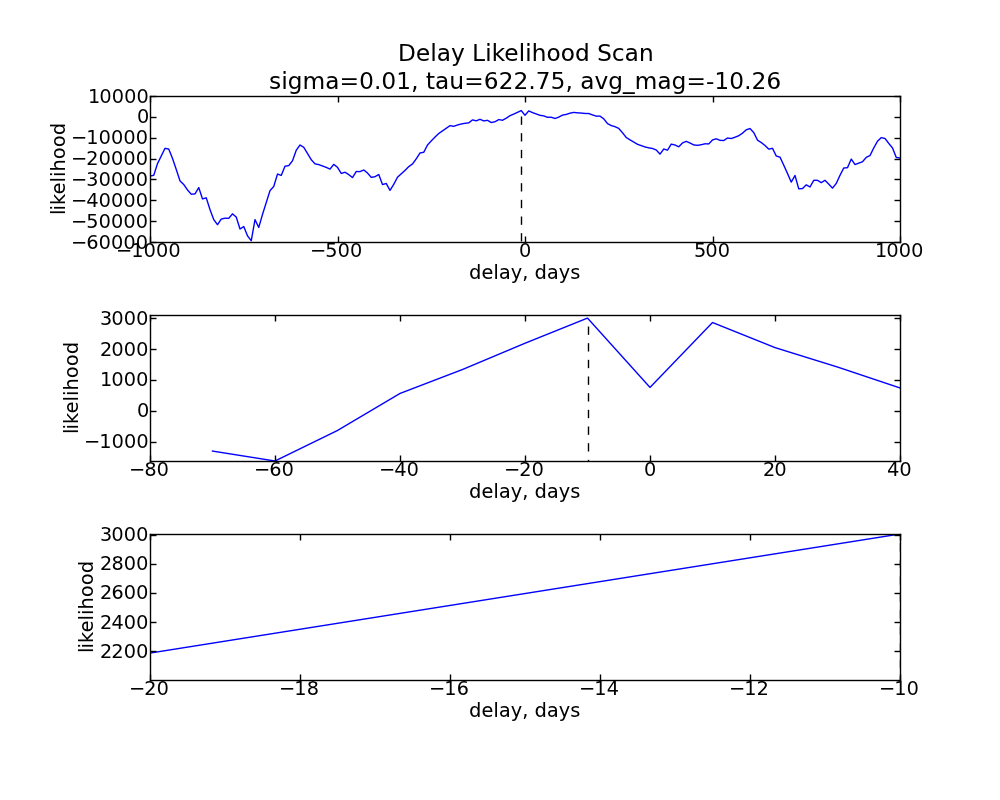 Delay Likelihood Scan
sigma=0.01, tau=622.75, avg_mag=-10.26
10000
0
−10000
−20000
−30000
−40000
−50000
−60000
likelihood
−1000 −500 0 500 1000
delay, days
3000
2000
1000
0
−1000
likelihood
−80 −60 −40 −20 0 20 40
delay, days
3000
2800
2600
2400
2200
likelihood
−20 −18 −16 −14 −12 −10
delay, days